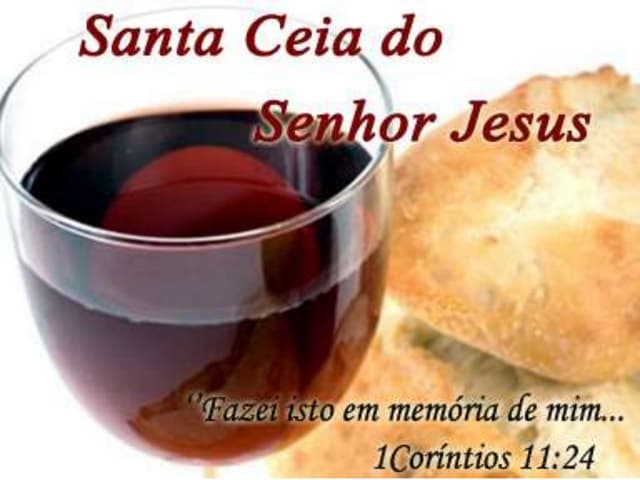 Santa Ceia do
Senhor Jesus
"Fazei isto em memória de mim...
1Coríntios 11:24